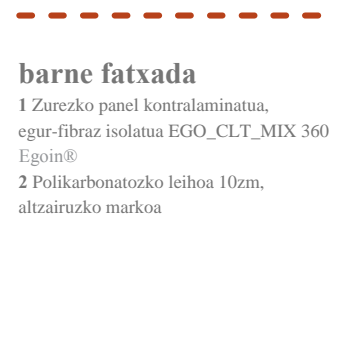 barne fatxada
1 Zurezko panel kontralaminatua,
egur-fibraz isolatua EGO_CLT_MIX 360
Egoin®
2 Polikarbonatozko leihoa 10zm,
altzairuzko markoa